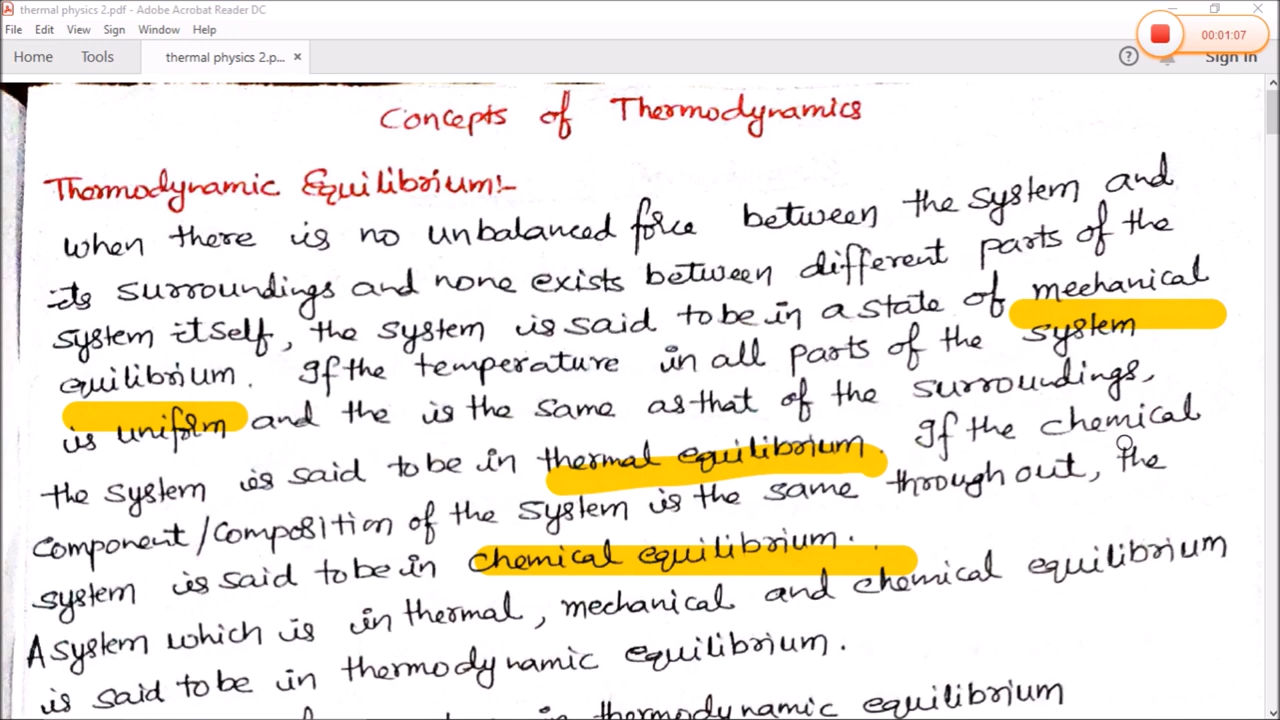 thermal physics 2.pdf - Adobe Acrobat Reader DC
File Edit View Sign Window Help
00:01:07
Home Tools thermal physics 2.p... × ? Sign In
Concepts of Thermodynamics
Thermodynamic Equilibrium:-
when there is no unbalanced force between the system and
its surroundings and none exists between different parts of the
system itself, the system is said to be in a state of mechanical
equilibrium. If the temperature in all parts of the system
is uniform and the is the same as that of the surroundings,
the system is said to be in thermal equilibrium. If the chemical
Component/Composition of the system is the same through out, the
system is said to be in chemical equilibrium.
A system which is in thermal, mechanical and chemical equilibrium
is said to be in thermodynamic equilibrium.
in thermodynamic equilibrium